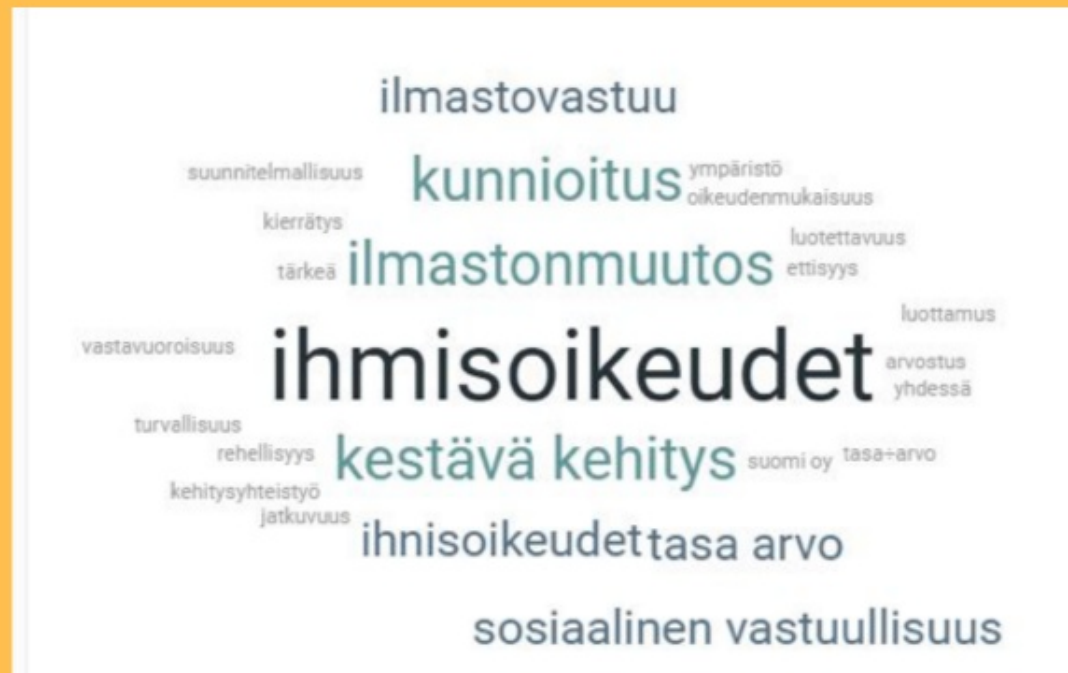 ilmastovastuu
suunnitelmallisuus kunnioitus ympäristö
oikeudenmukaisuus
kierrätys luotettavuus
tärkeä ilmastonmuutos ettisyys
luottamus
vastavuoroisuus ihmisoikeudet arvostus
yhdessä
turvallisuus
rehellisyys kestävä kehitys suomi oy tasa÷arvo
kehitysyhteistyö
jatkuvuus
ihnisoikeudet tasa arvo
sosiaalinen vastuullisuus